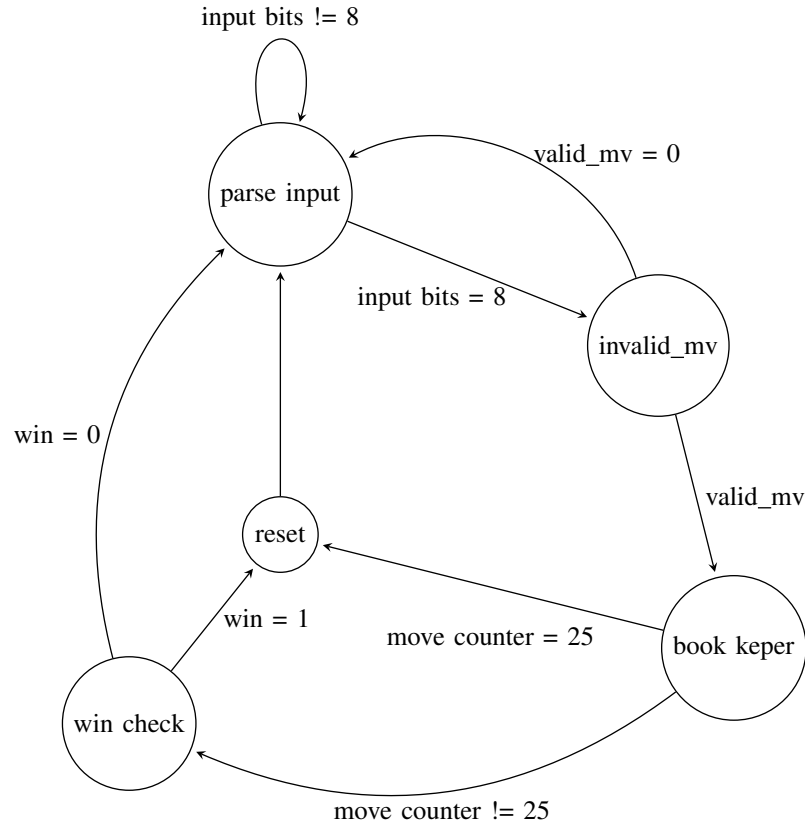 input bits != 8
valid_mv = 0
parse input
input bits = 8
invalid_mv
win = 0
valid_mv
reset
win = 1
move counter = 25
book keper
win check
move counter != 25